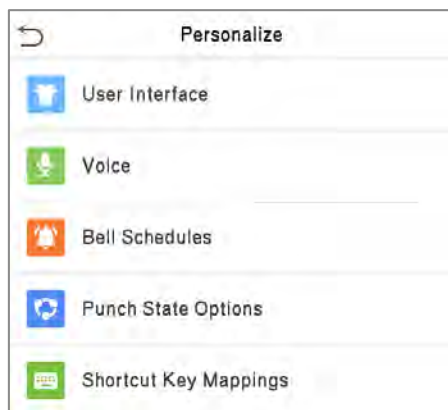 Personalize
User Interface
Voice
Bell Schedules
Punch State Options
Shortcut Key Mappings